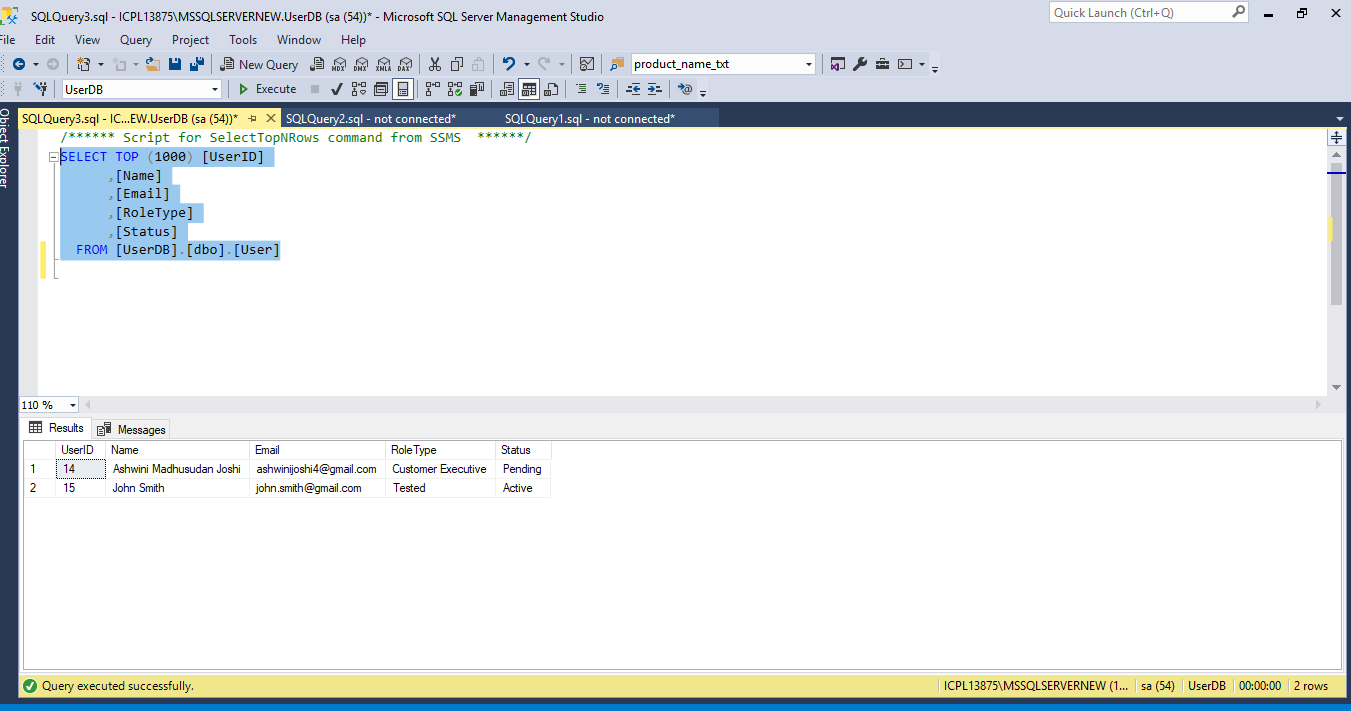 SQLQuery3.sql - ICPL13875\MSSQLSERVERNEW.UserDB (sa (54))* - Microsoft SQL Server Management Studio
Quick Launch (Ctrl+Q)
File Edit View Query Project Tools Window Help
New Query MDX DMX XMLA DAX product_name_txt
UserDB Execute
Object Explorer
SQLQuery3.sql - IC...EW.UserDB (sa (54))* SQLQuery2.sql - not connected* SQLQuery1.sql - not connected*
/****** Script for SelectTopNRows command from SSMS  ******/
SELECT TOP (1000) [UserID]
,[Name]
,[Email]
,[RoleType]
,[Status]
FROM [UserDB].[dbo].[User]
110 %
Results Messages
UserID Name Email RoleType Status
1 14 Ashwini Madhusudan Joshi ashwinijoshi4@gmail.com Customer Executive Pending
2 15 John Smith john.smith@gmail.com Tested Active
Query executed successfully. ICPL13875\MSSQLSERVERNEW (1... sa (54) UserDB 00:00:00 2 rows